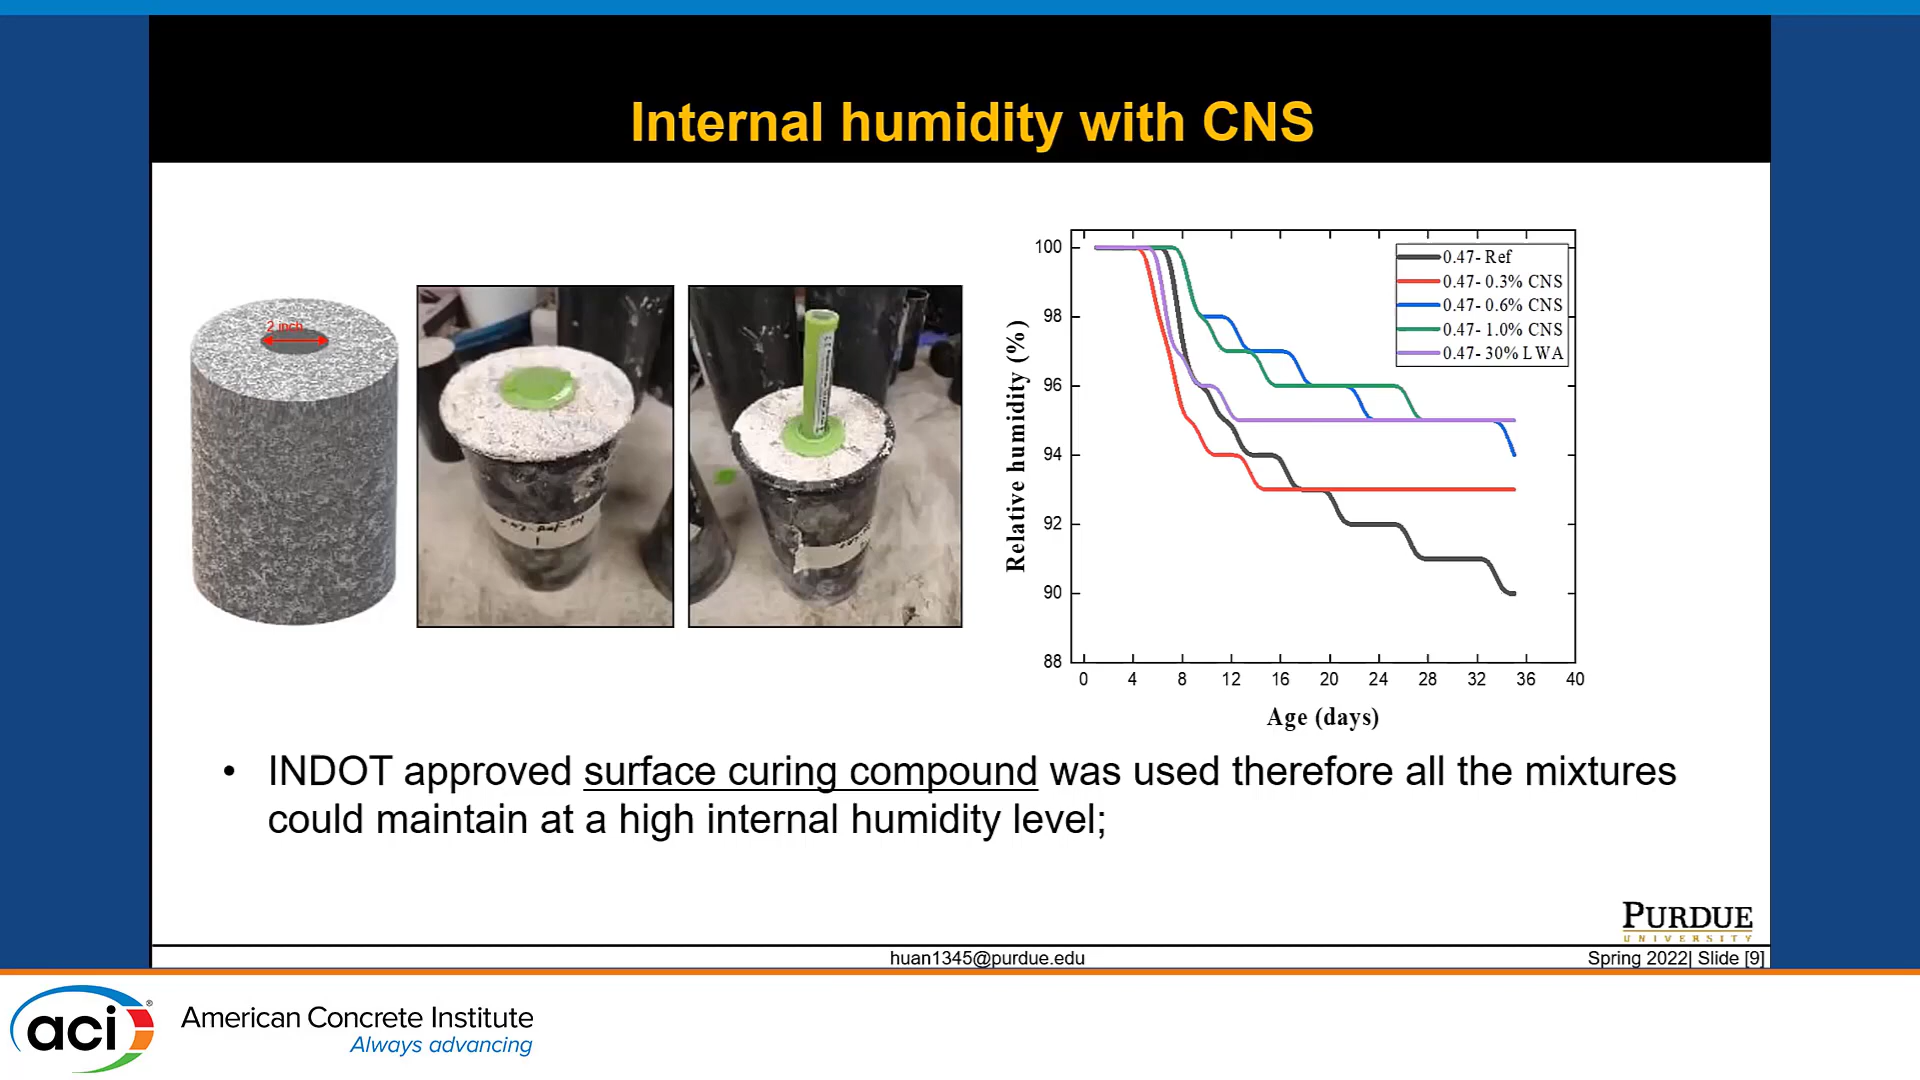 Internal humidity with CNS
2 inch
100
98
96
94
92
90
88
Relative humidity (%)
0.47- Ref
0.47- 0.3% CNS
0.47- 0.6% CNS
0.47- 1.0% CNS
0.47- 30% LWA
0 4 8 12 16 20 24 28 32 36 40
Age (days)
• INDOT approved surface curing compound was used therefore all the mixtures
could maintain at a high internal humidity level;
PURDUE
UNIVERSITY
huan1345@purdue.edu
Spring 2022| Slide [9]
aci®
American Concrete Institute
Always advancing